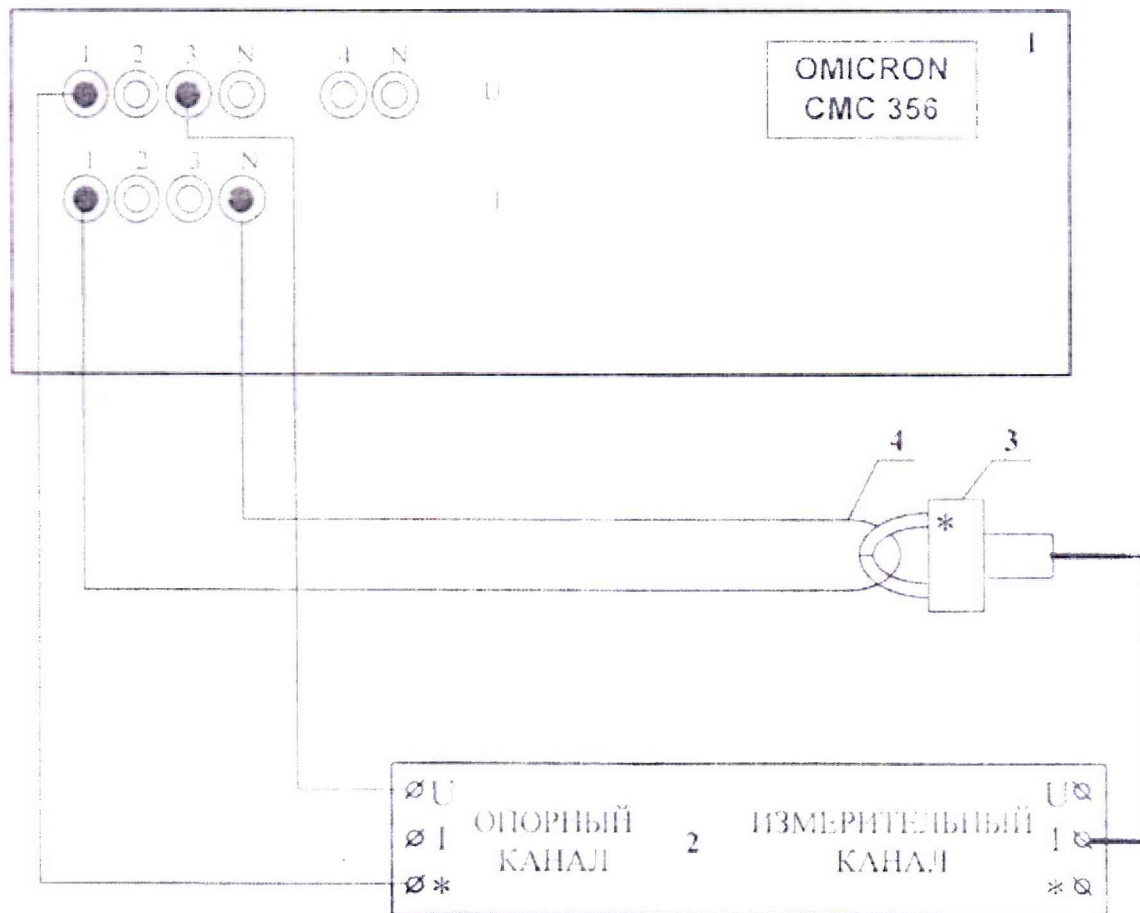 1 2 3 N 4 N U
OMICRON
CMC 356
1
1 2 3 N I
4 3
*
U U
ОПОРНЫЙ ИЗМЕРИТЕЛЬНЫЙ
I 2 I
КАНАЛ КАНАЛ
* *